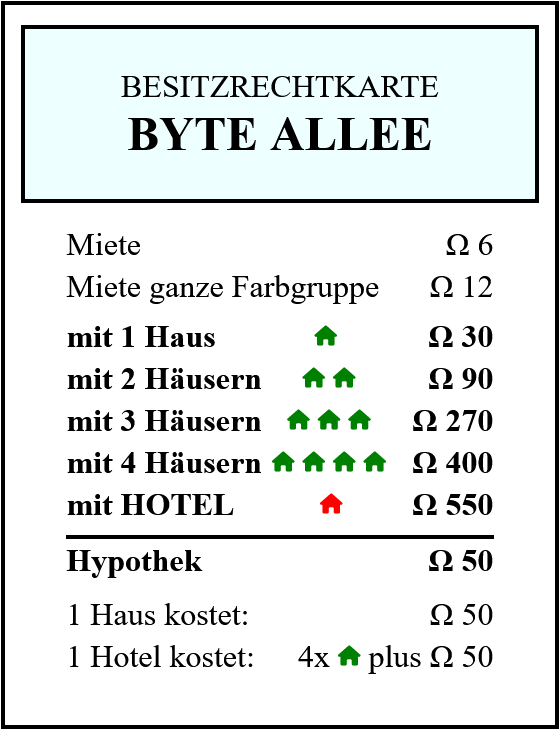 BESITZRECHTKARTE
BYTE ALLEE
Miete Ω 6
Miete ganze Farbgruppe Ω 12
mit 1 Haus Ω 30
mit 2 Häusern Ω 90
mit 3 Häusern Ω 270
mit 4 Häusern Ω 400
mit HOTEL Ω 550
Hypothek Ω 50
1 Haus kostet: Ω 50
1 Hotel kostet: 4x plus Ω 50